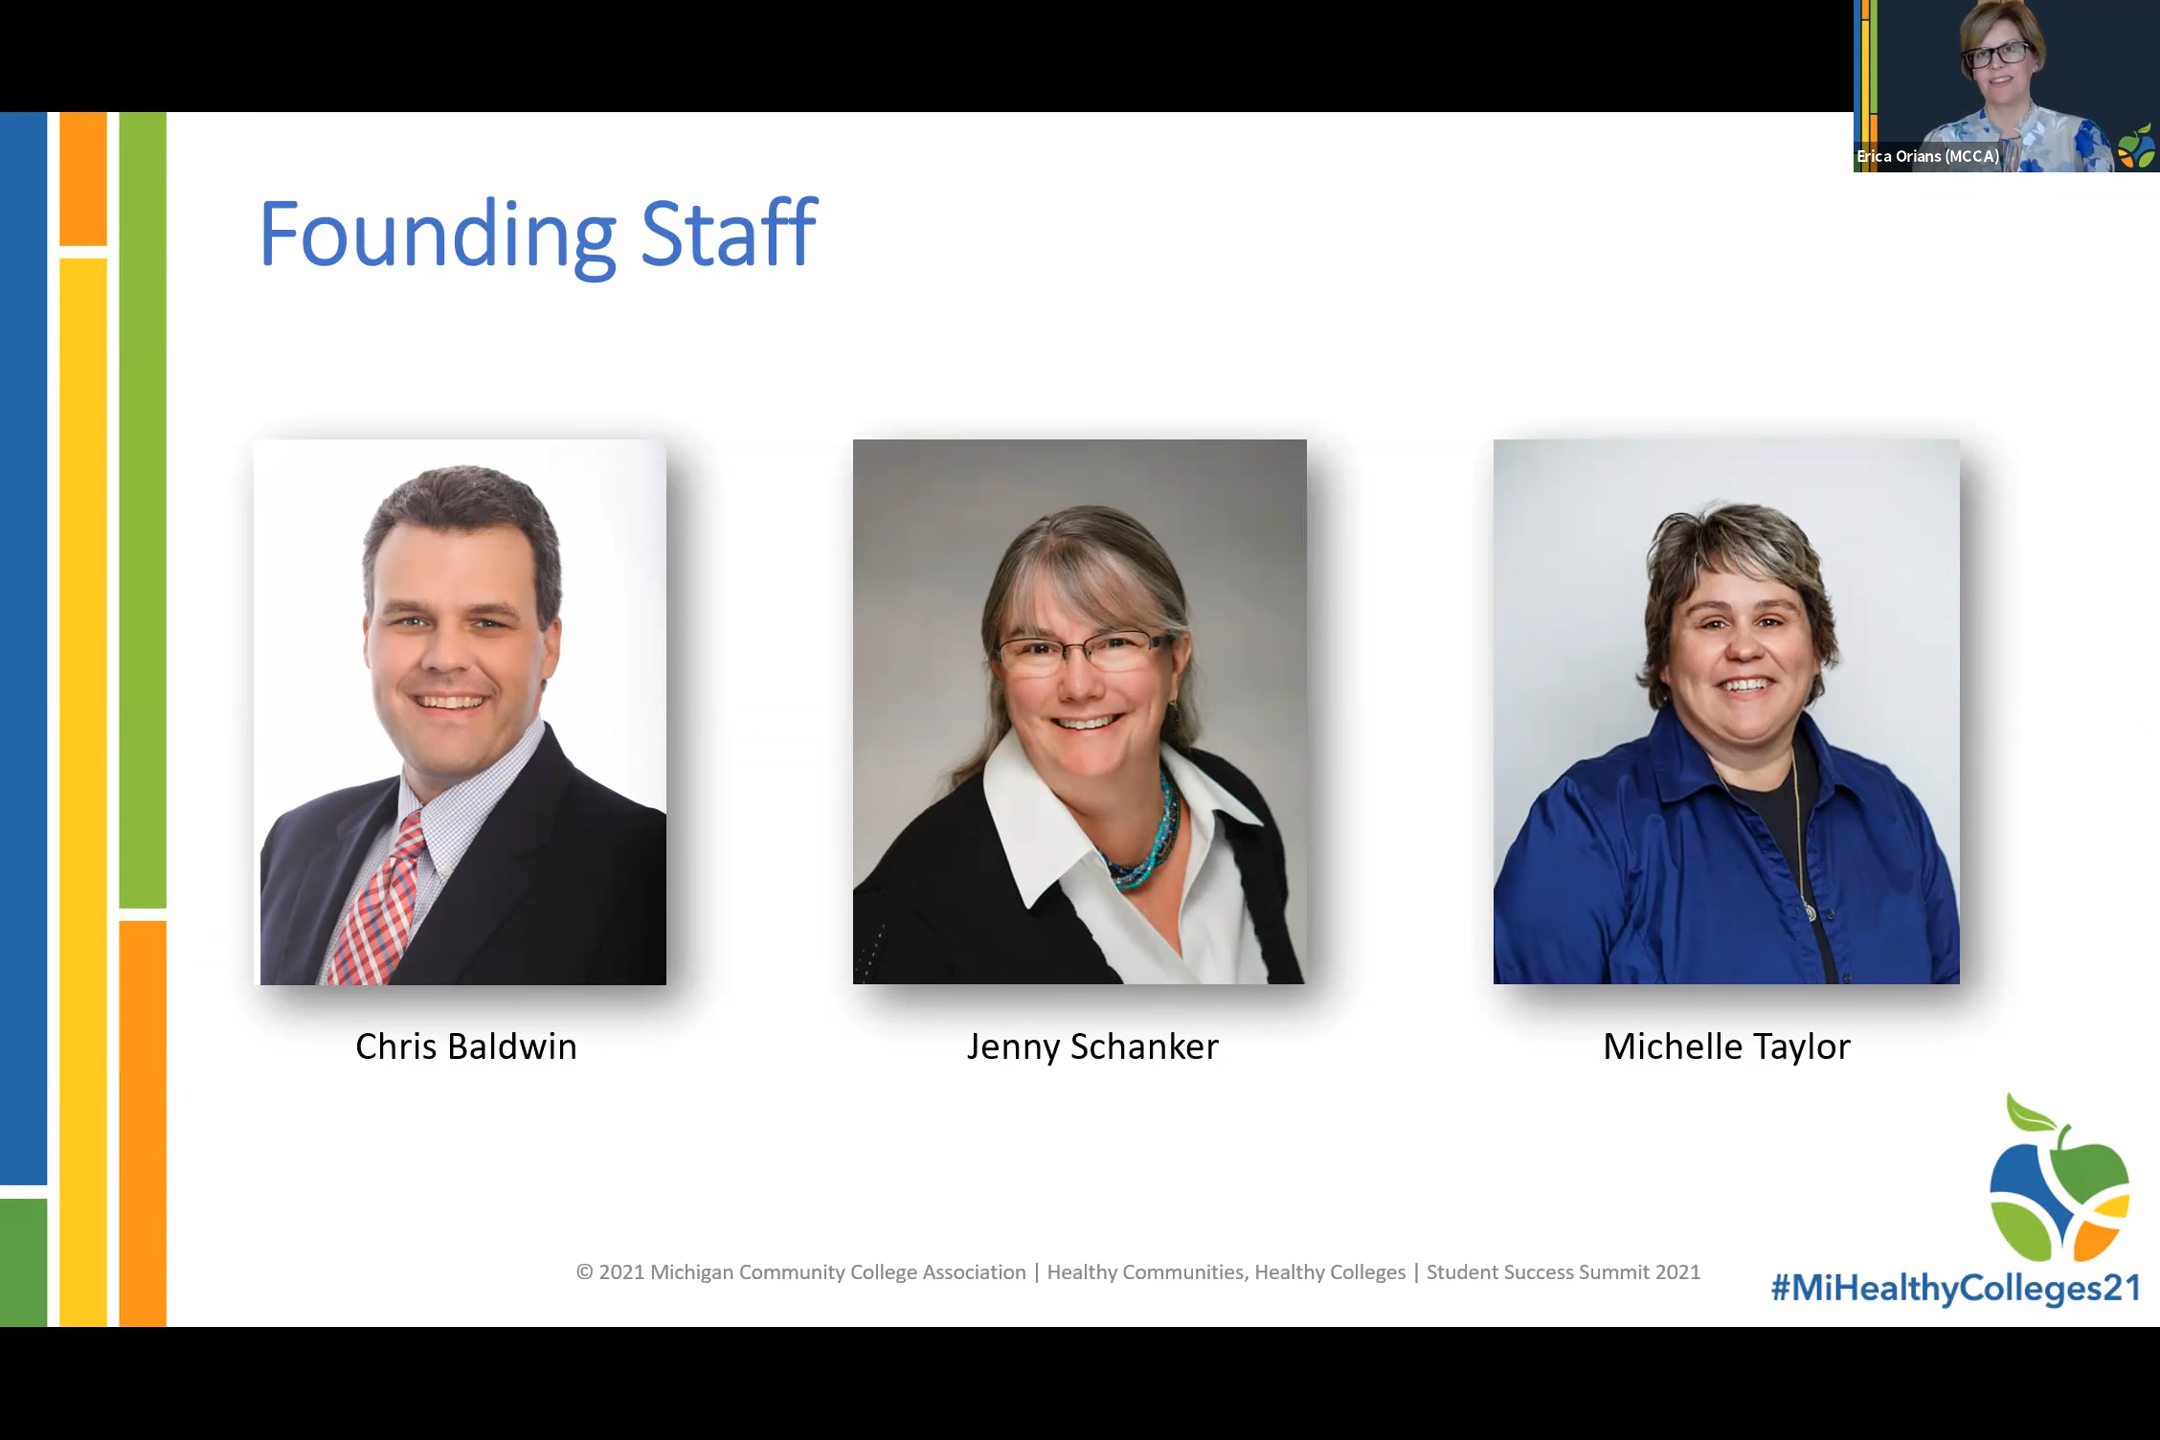 Erica Orians (MCCA)
Founding Staff
Chris Baldwin
Jenny Schanker
Michelle Taylor
© 2021 Michigan Community College Association | Healthy Communities, Healthy Colleges | Student Success Summit 2021
#MiHealthyColleges21